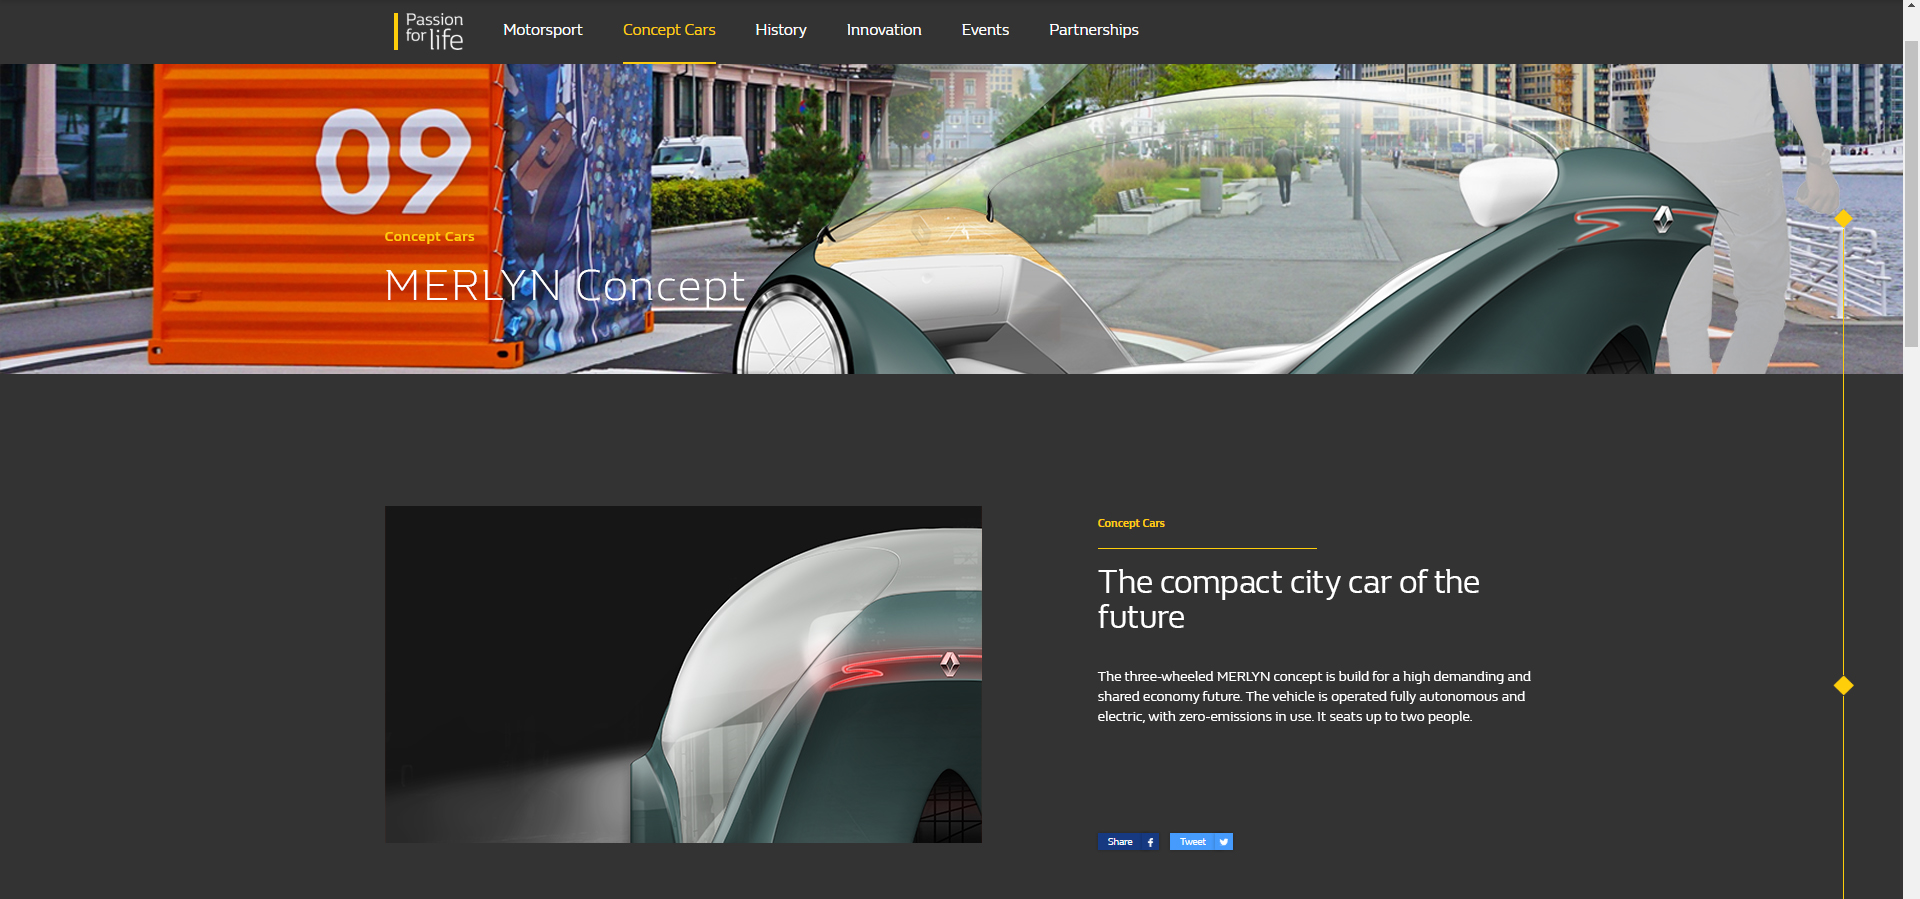 Passion
for life
Motorsport
Concept Cars
History
Innovation
Events
Partnerships
09
Concept Cars
MERLYN Concept
Concept Cars
The compact city car of the
future
The three-wheeled MERLYN concept is build for a high demanding and
shared economy future. The vehicle is operated fully autonomous and
electric, with zero-emissions in use. It seats up to two people.
Share
Tweet